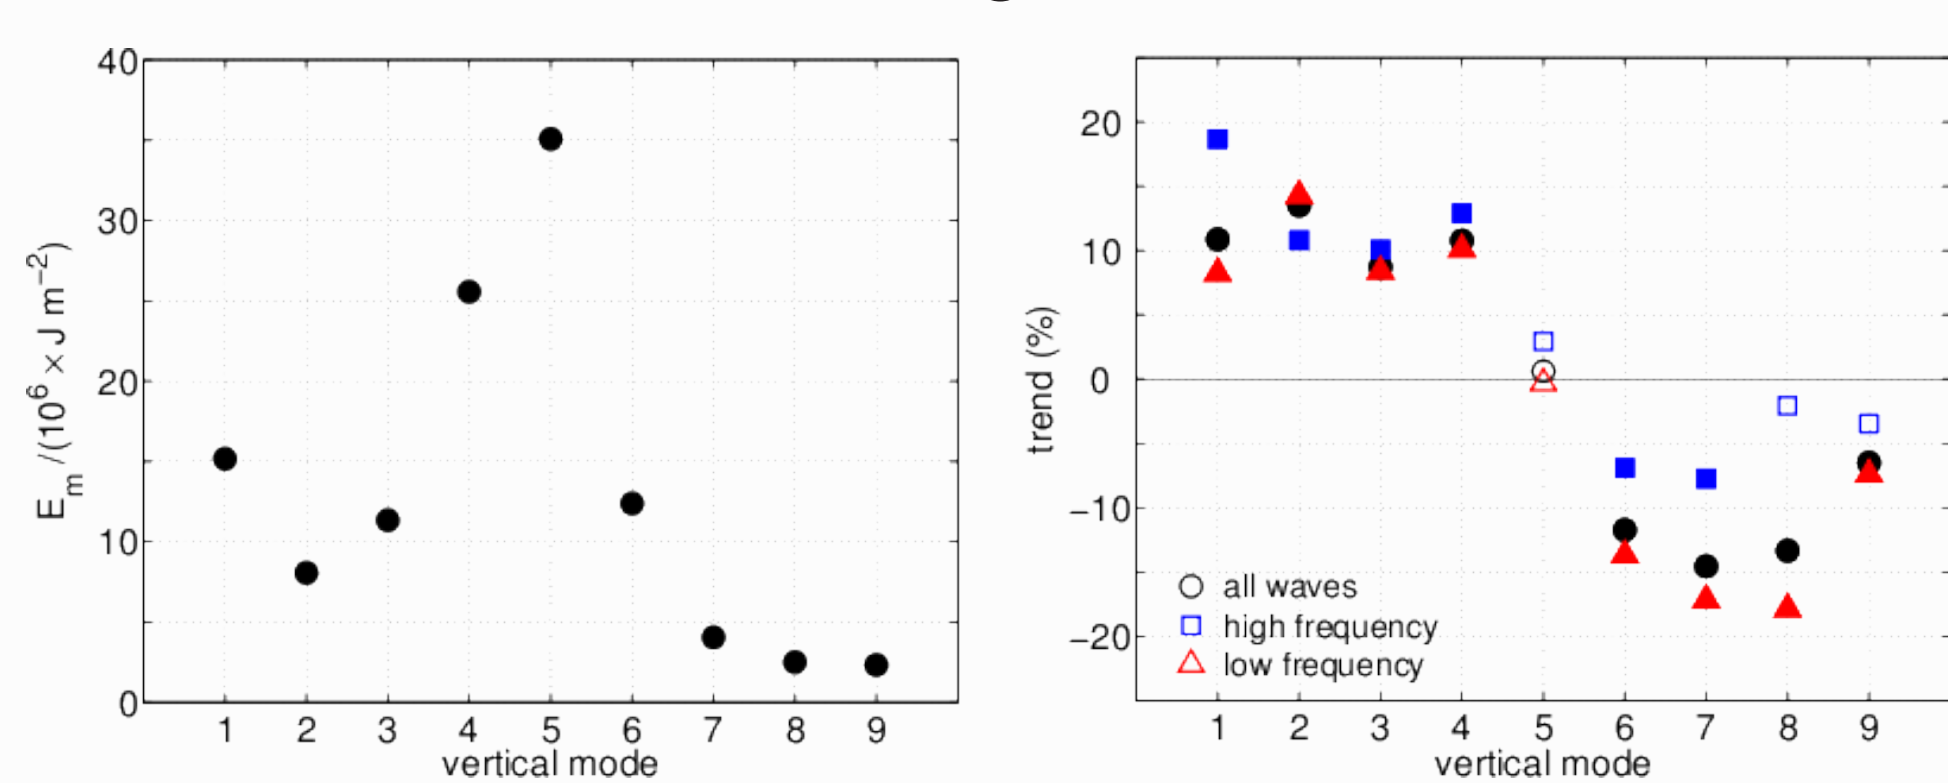 40
30
20
10
0
E_m /(10^6 × J m^−2)
1 2 3 4 5 6 7 8 9
vertical mode
20
10
0
−10
−20
trend (%)
all waves
high frequency
low frequency
1 2 3 4 5 6 7 8 9
vertical mode